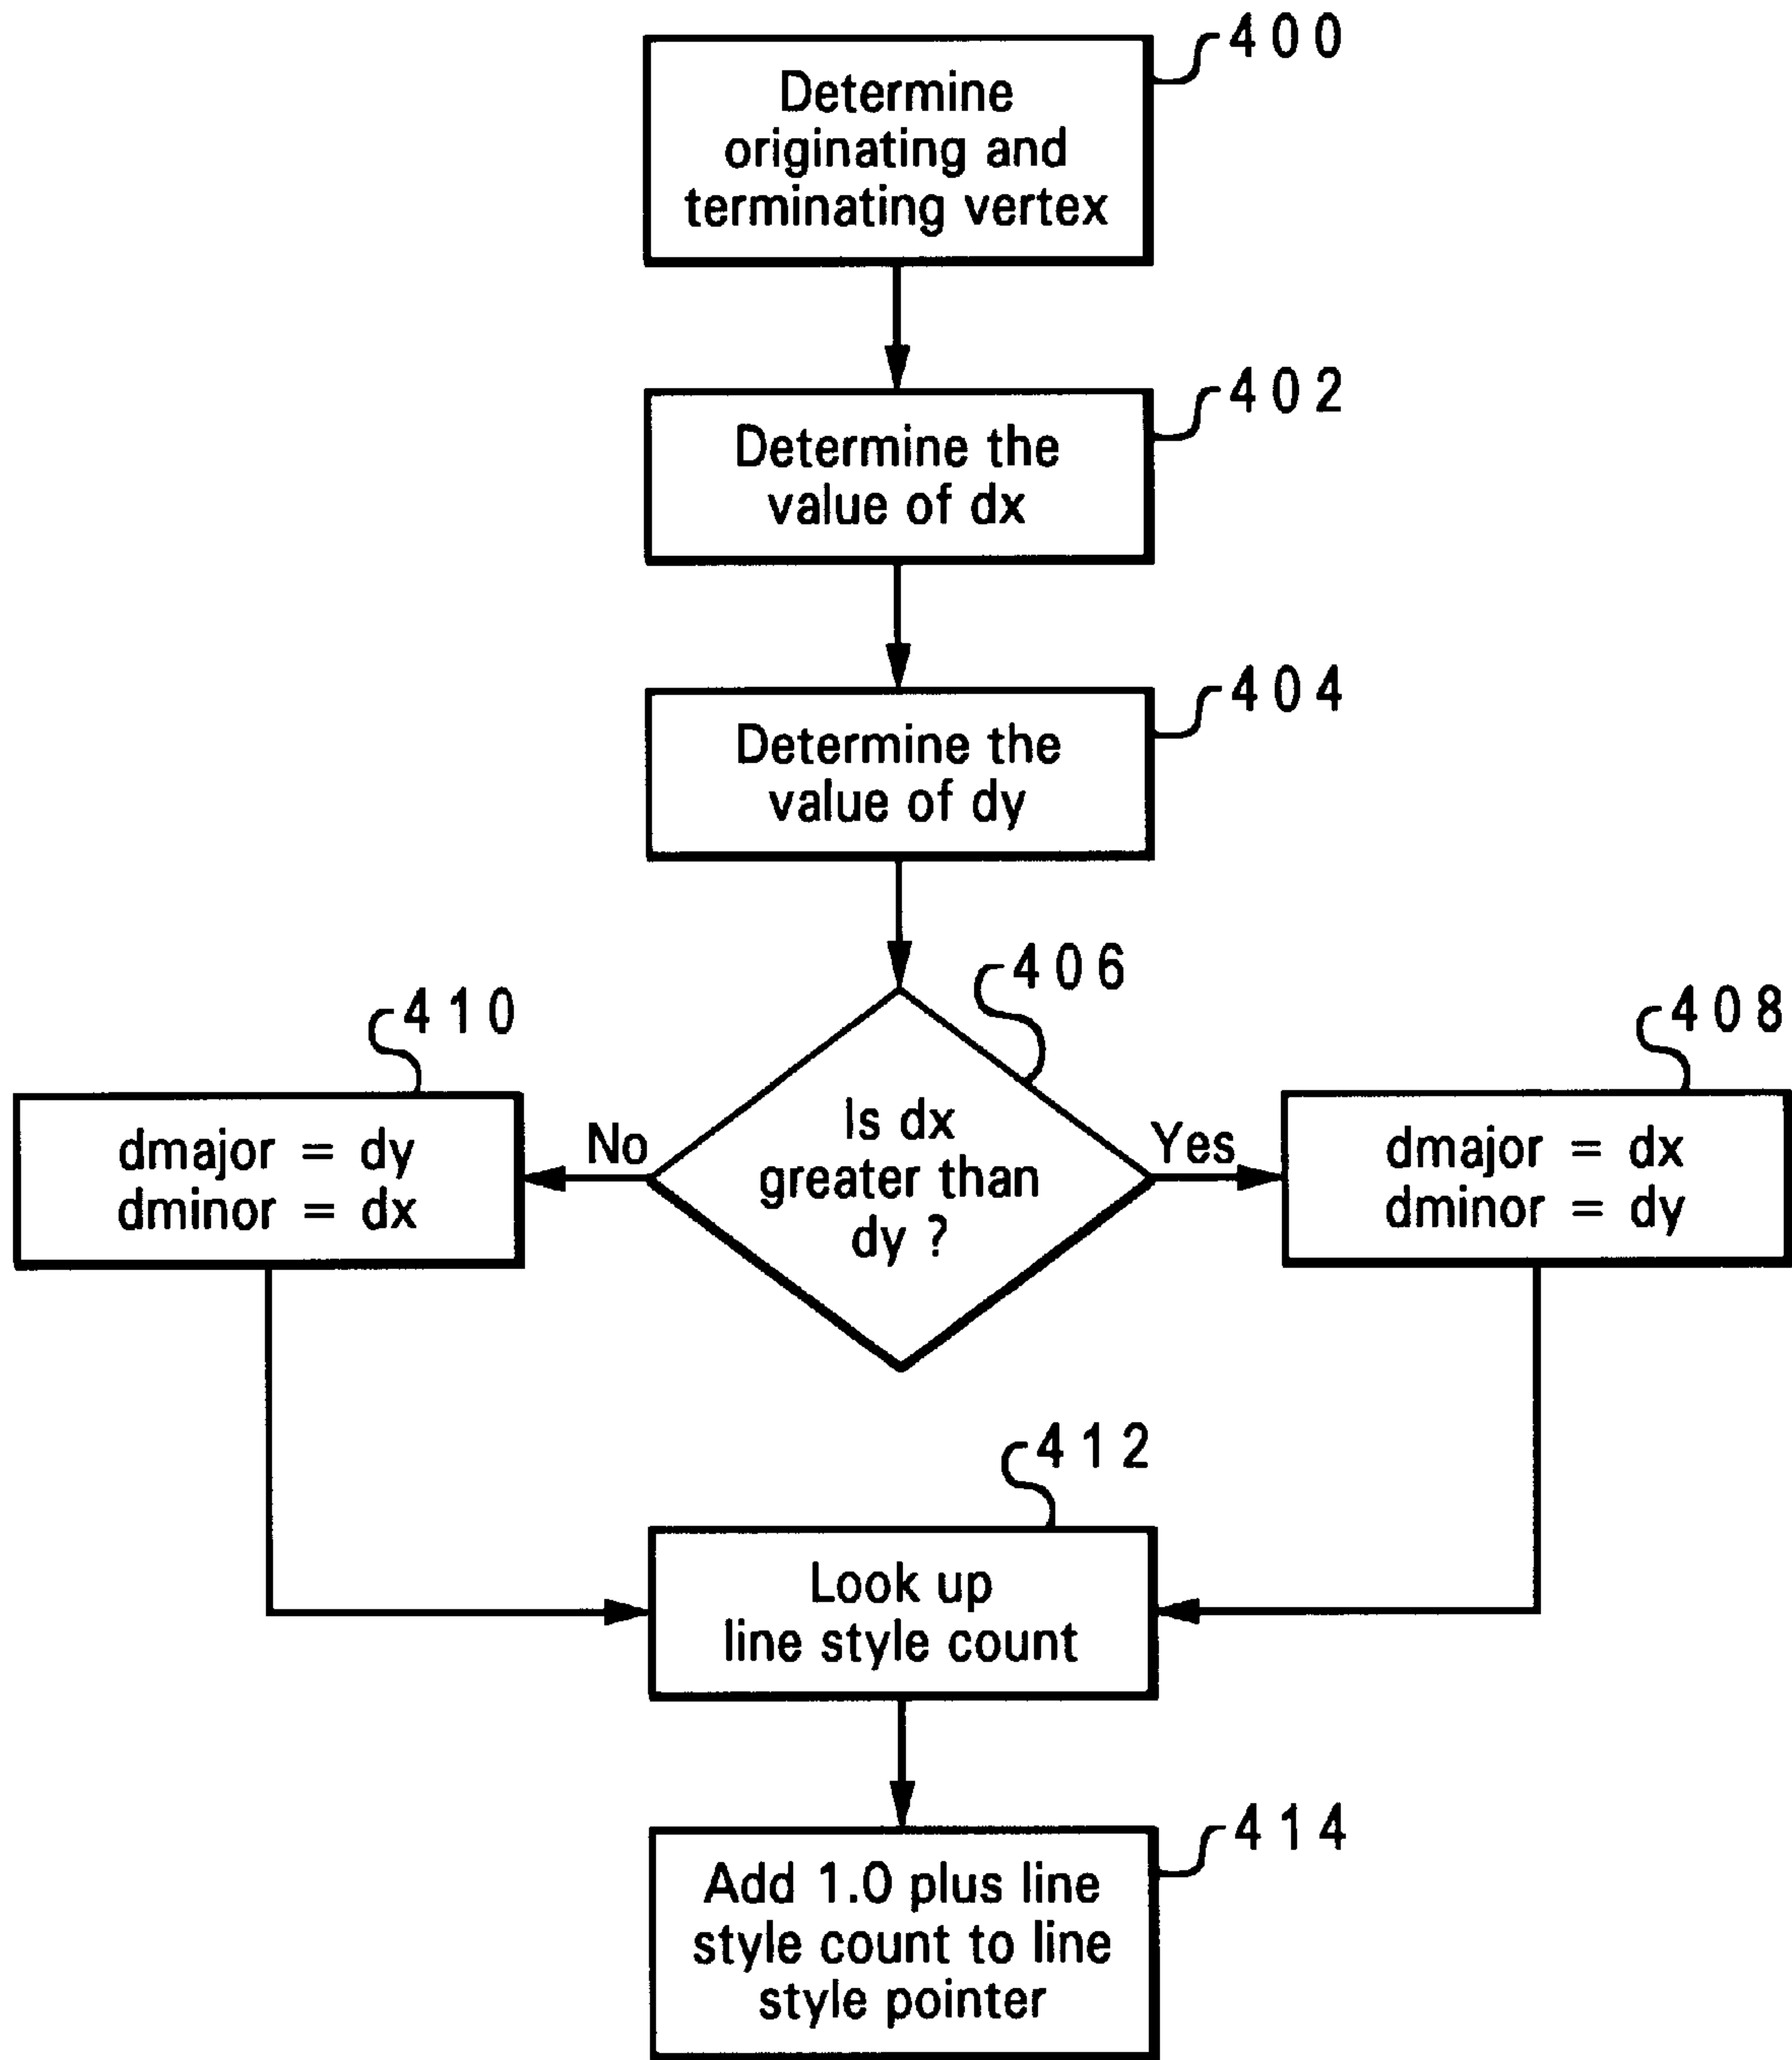 400
Determine
originating and
terminating vertex
402
Determine the
value of dx
404
Determine the
value of dy
406
Is dx
greater than
dy ?
No
Yes
410
dmajor = dy
dminor = dx
408
dmajor = dx
dminor = dy
412
Look up
line style count
414
Add 1.0 plus line
style count to line
style pointer